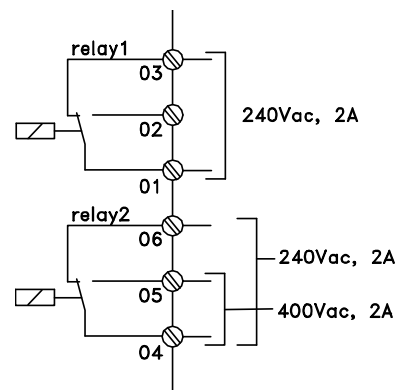 relay1
03
02
240Vac, 2A
01
relay2
06
240Vac, 2A
05
400Vac, 2A
04